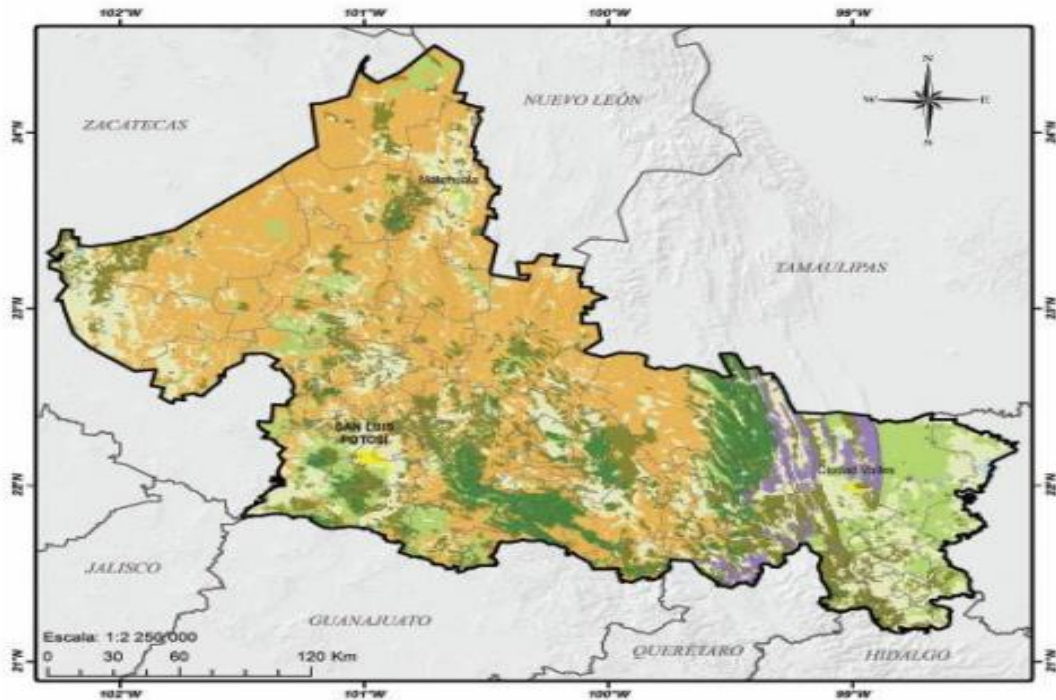 102°W 101°W 100°W 99°W
N
W E
S
NUEVO LEÓN
ZACATECAS
24°N 24°N
Matehuala
TAMAULIPAS
23°N 23°N
SAN LUIS
POTOSÍ
Ciudad Valles
22°N 22°N
JALISCO
GUANAJUATO
Escala: 1:2 250 000
0 30 60 120 Km
QUERÉTARO
HIDALGO
21°N 21°N
102°W 101°W 100°W 99°W